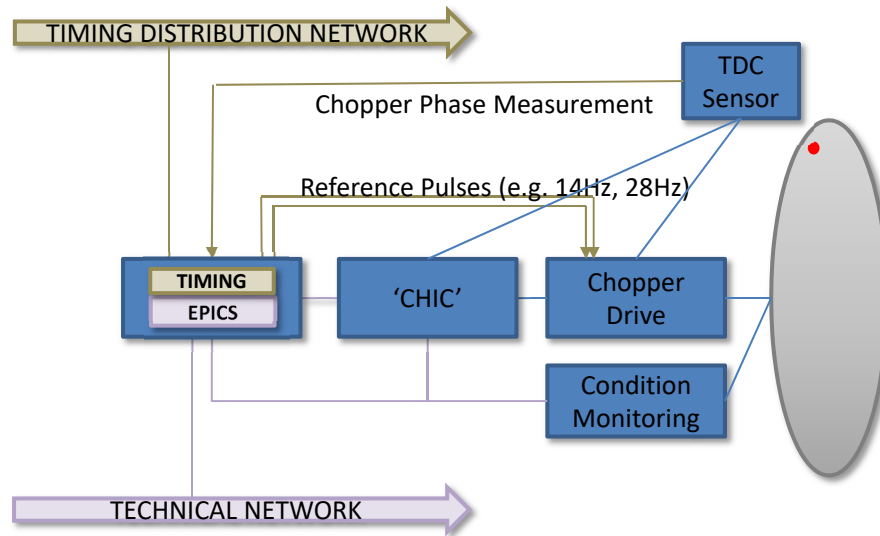 TIMING DISTRIBUTION NETWORK
TDC
Sensor
Chopper Phase Measurement
Reference Pulses (e.g. 14Hz, 28Hz)
TIMING
EPICS
‘CHIC’
Chopper
Drive
Condition
Monitoring
TECHNICAL NETWORK